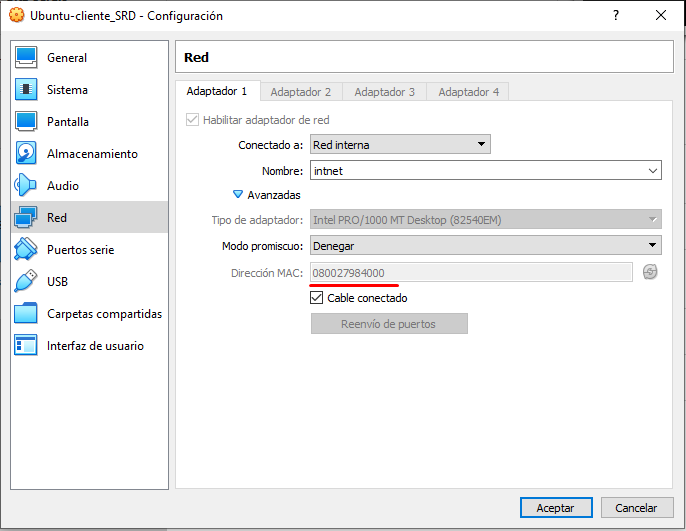 Ubuntu-cliente_SRD - Configuración
?
General
Sistema
Pantalla
Almacenamiento
Audio
Red
Puertos serie
USB
Carpetas compartidas
Interfaz de usuario
Red
Adaptador 1 Adaptador 2 Adaptador 3 Adaptador 4
Habilitar adaptador de red
Conectado a: Red interna
Nombre: intnet
Avanzadas
Tipo de adaptador: Intel PRO/1000 MT Desktop (82540EM)
Modo promiscuo: Denegar
Dirección MAC: 080027984000
Cable conectado
Reenvío de puertos
Aceptar Cancelar